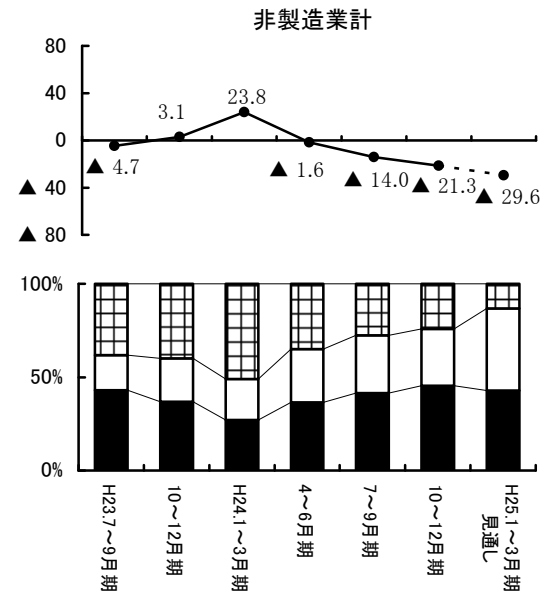 非製造業計
80
40
0
▲ 40
▲ 80
▲ 4.7
3.1
23.8
▲ 1.6
▲ 14.0
▲ 21.3
▲ 29.6
100%
50%
0%
H23.7～9月期
10～12月期
H24.1～3月期
4～6月期
7～9月期
10～12月期
H25.1～3月期
見通し